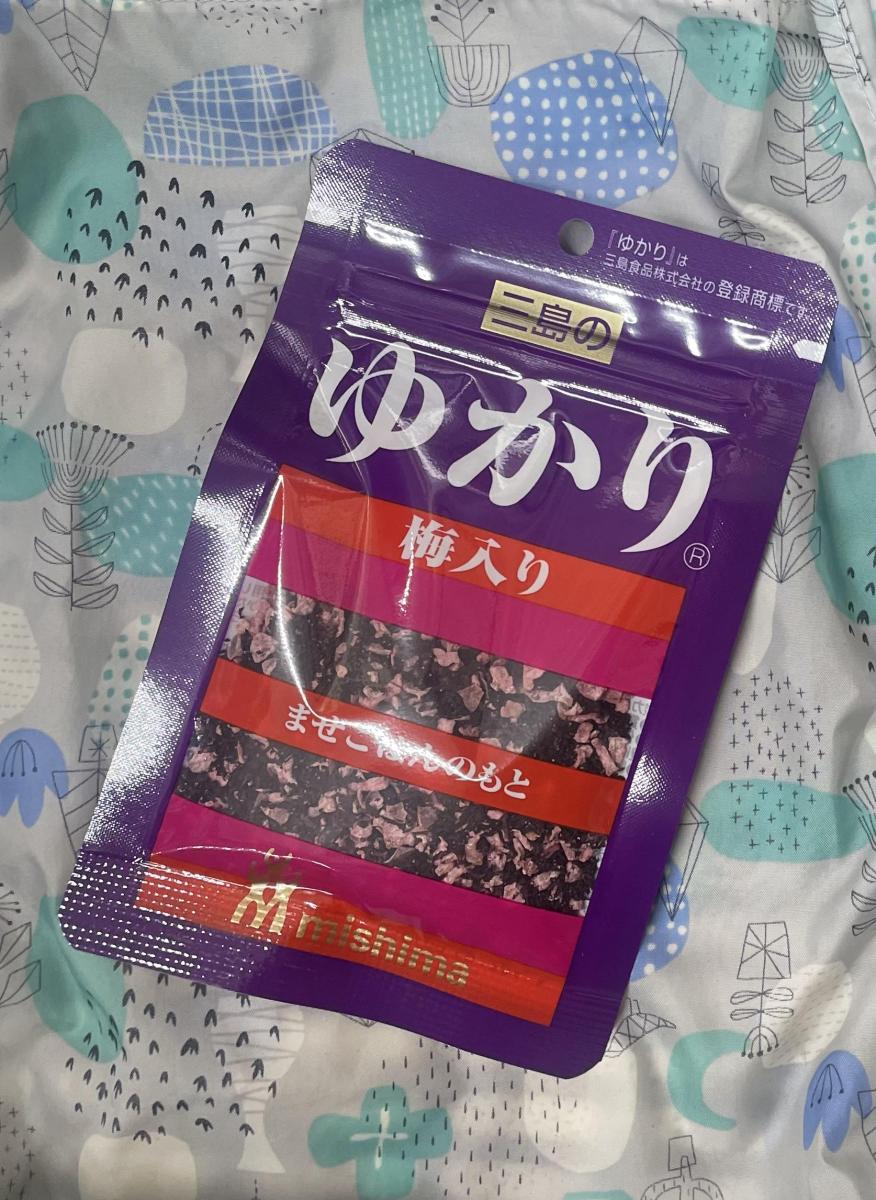 『ゆかり』は
三島食品株式会社の登録商標です
三島の
ゆかり®
梅入り
まぜごはんのもと
mishima